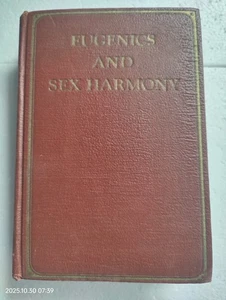 EUGENICS
AND
SEX HARMONY
2025.10.30 07:39